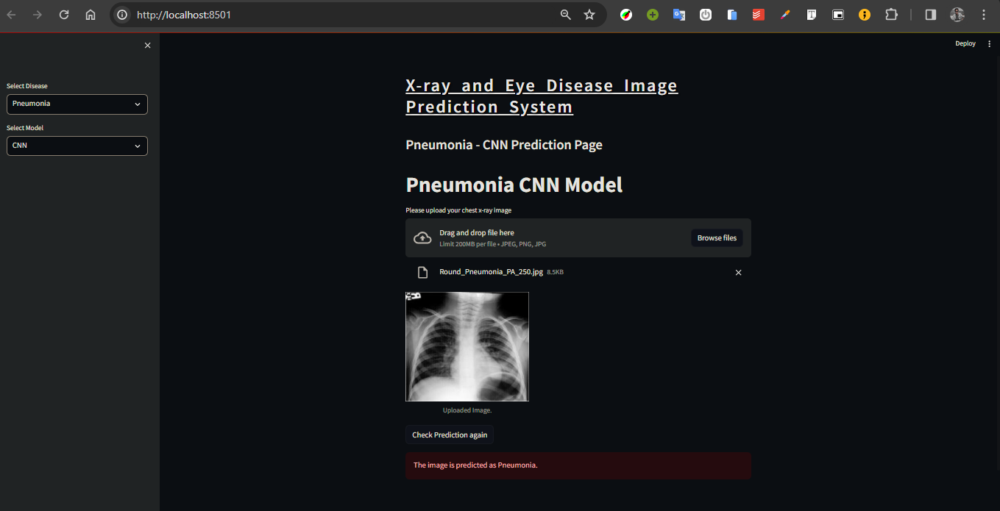 http://localhost:8501
Deploy
Select Disease
Pneumonia
Select Model
CNN
X-ray and Eye Disease Image
Prediction System
Pneumonia - CNN Prediction Page
Pneumonia CNN Model
Please upload your chest x-ray image
Drag and drop file here
Limit 200MB per file • JPEG, PNG, JPG
Browse files
Round_Pneumonia_PA_250.jpg 8.5KB
Uploaded Image.
Check Prediction again
The image is predicted as Pneumonia.